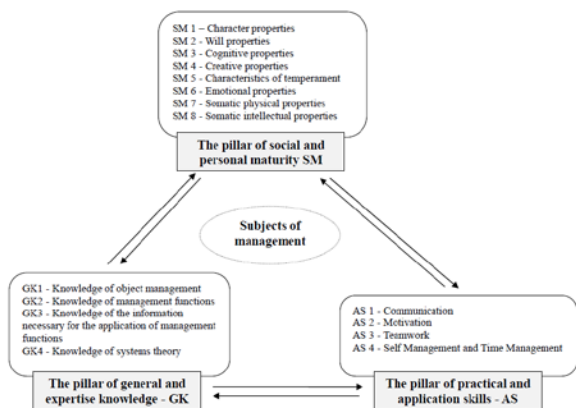 SM 1 – Character properties
SM 2 - Will properties
SM 3 - Cognitive properties
SM 4 - Creative properties
SM 5 - Characteristics of temperament
SM 6 - Emotional properties
SM 7 - Somatic physical properties
SM 8 - Somatic intellectual properties
The pillar of social and
personal maturity SM
Subjects of
management
GK1 - Knowledge of object management
GK2 - Knowledge of management functions
GK3 - Knowledge of the information
necessary for the application of management
functions
GK4 - Knowledge of systems theory
The pillar of general and
expertise knowledge - GK
AS 1 - Communication
AS 2 - Motivation
AS 3 - Teamwork
AS 4 - Self Management and Time Management
The pillar of practical and
application skills - AS